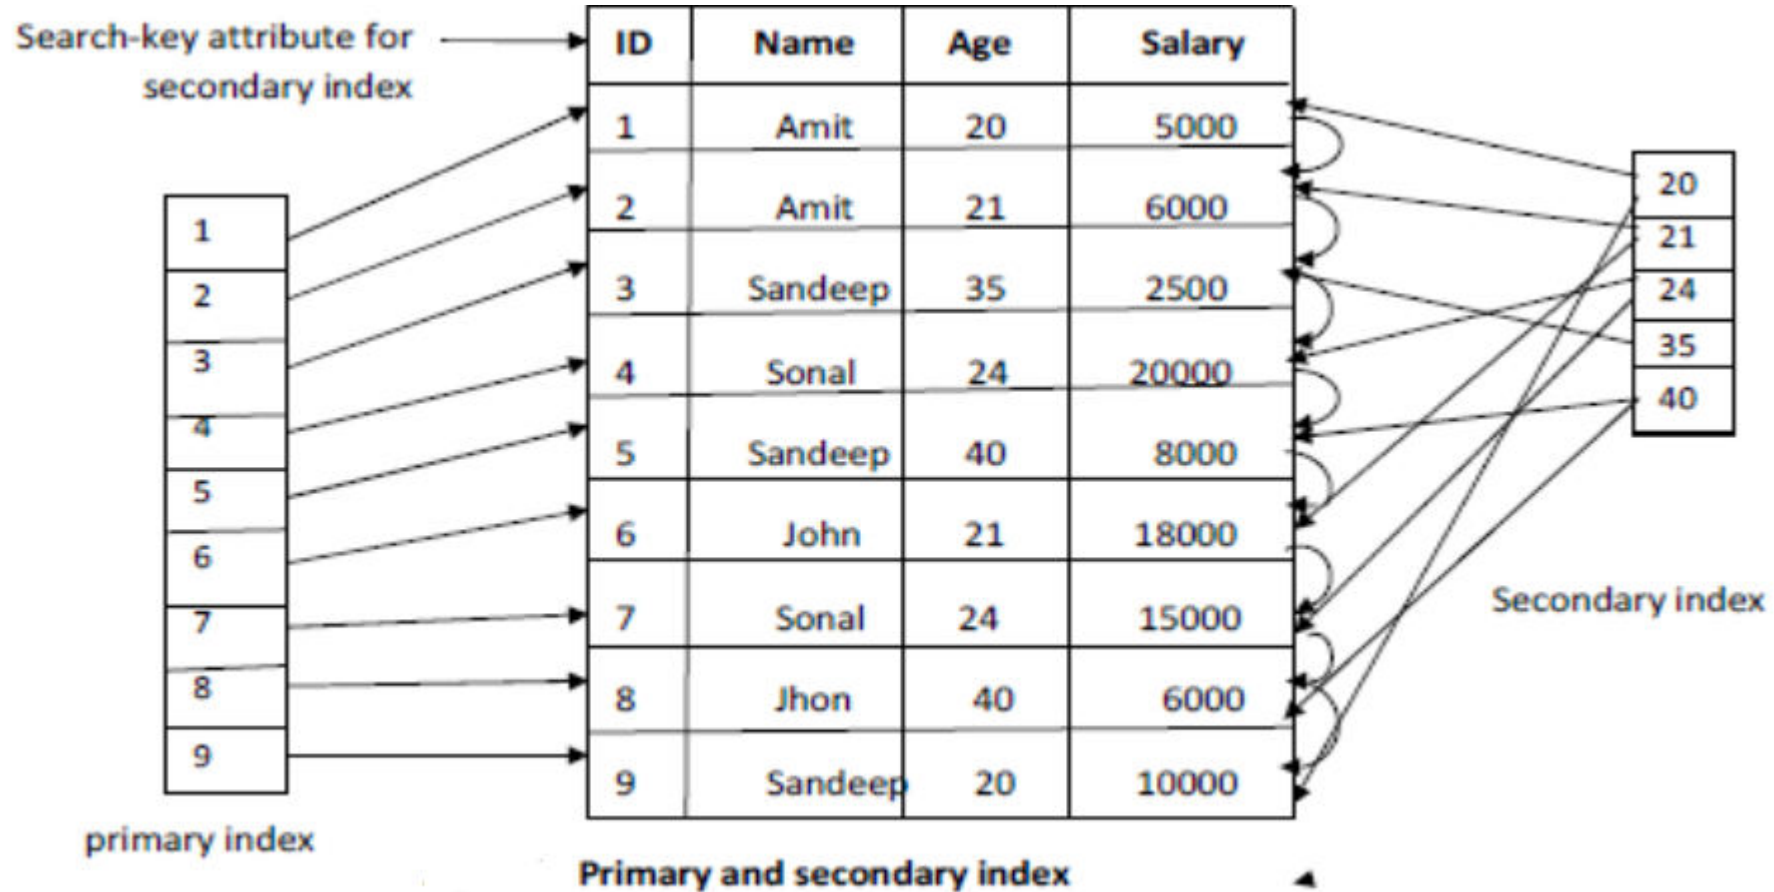 Search-key attribute for
secondary index
ID Name Age Salary
1 Amit 20 5000
2 Amit 21 6000
3 Sandeep 35 2500
4 Sonal 24 20000
5 Sandeep 40 8000
6 John 21 18000
7 Sonal 24 15000
8 Jhon 40 6000
9 Sandeep 20 10000
1
2
3
4
5
6
7
8
9
primary index
20
21
24
35
40
Secondary index
Primary and secondary index